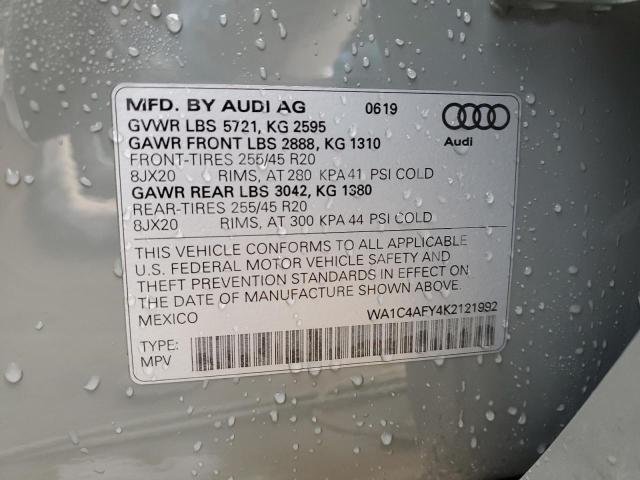 MFD. BY AUDI AG 0619
GVWR LBS 5721, KG 2595
GAWR FRONT LBS 2888, KG 1310
Audi
FRONT-TIRES 255/45 R20
8JX20 RIMS, AT 280 KPA 41 PSI COLD
GAWR REAR LBS 3042, KG 1380
REAR-TIRES 255/45 R20
8JX20 RIMS, AT 300 KPA 44 PSI COLD
THIS VEHICLE CONFORMS TO ALL APPLICABLE
U.S. FEDERAL MOTOR VEHICLE SAFETY AND
THEFT PREVENTION STANDARDS IN EFFECT ON
THE DATE OF MANUFACTURE SHOWN ABOVE.
MEXICO WA1C4AFY4K2121992
TYPE:
MPV